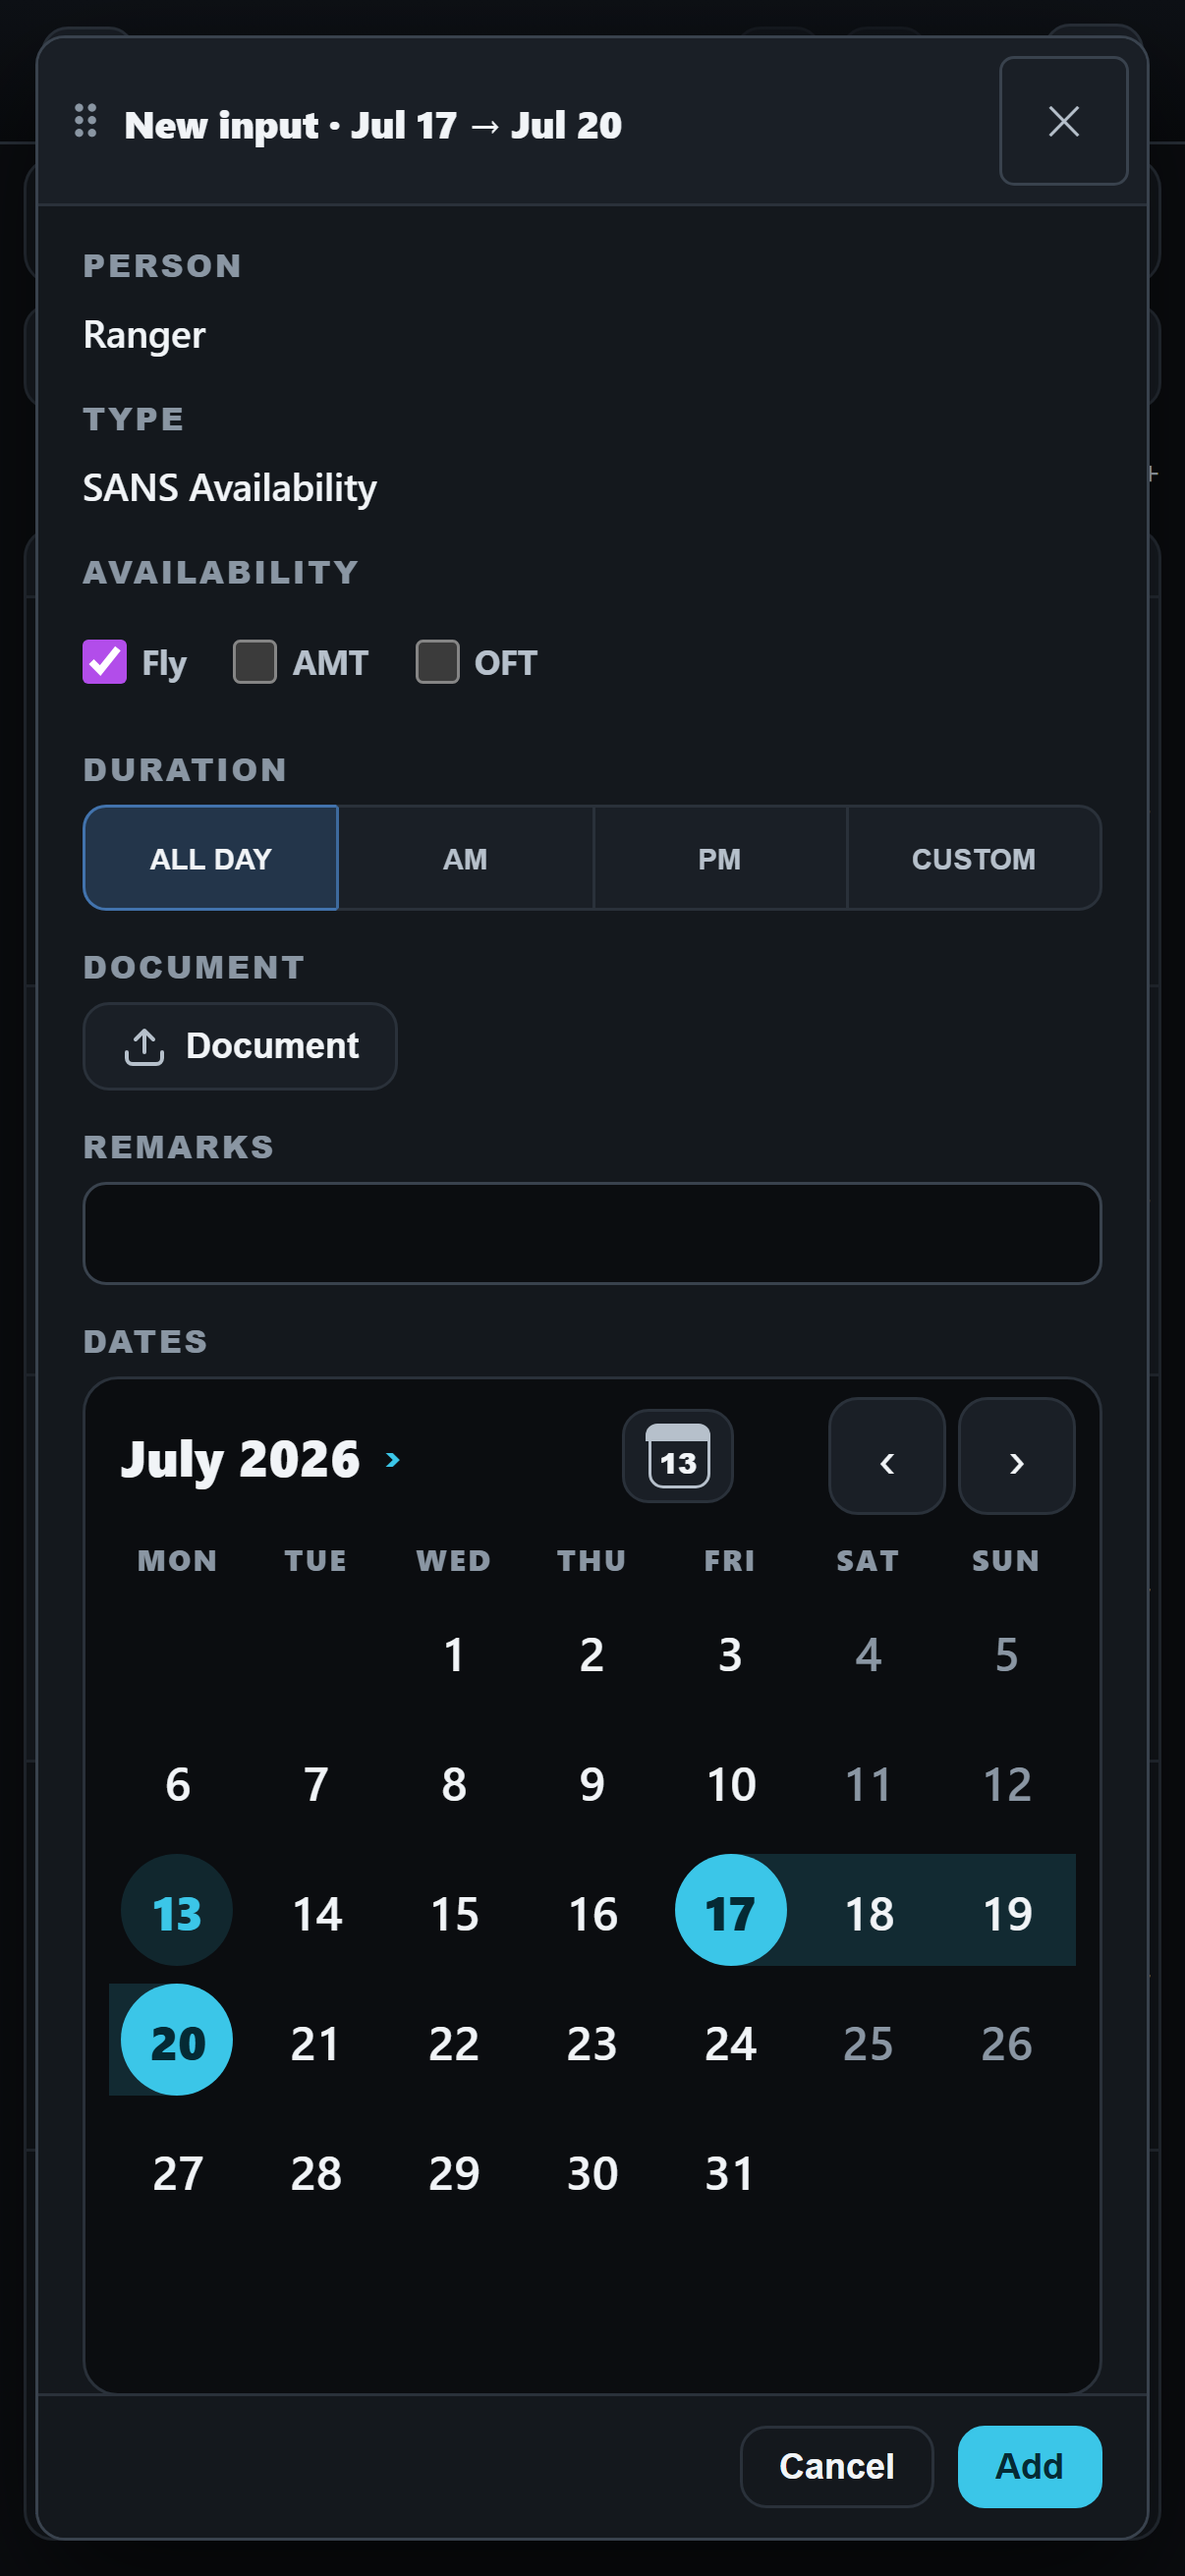 New input • Jul 17 → Jul 20
PERSON
Ranger
TYPE
SANS Availability
AVAILABILITY
Fly AMT OFT
DURATION
ALL DAY AM PM CUSTOM
DOCUMENT
Document
REMARKS
DATES
July 2026 › 13 ‹ ›
MON TUE WED THU FRI SAT SUN
1 2 3 4 5
6 7 8 9 10 11 12
13 14 15 16 17 18 19
20 21 22 23 24 25 26
27 28 29 30 31
Cancel Add